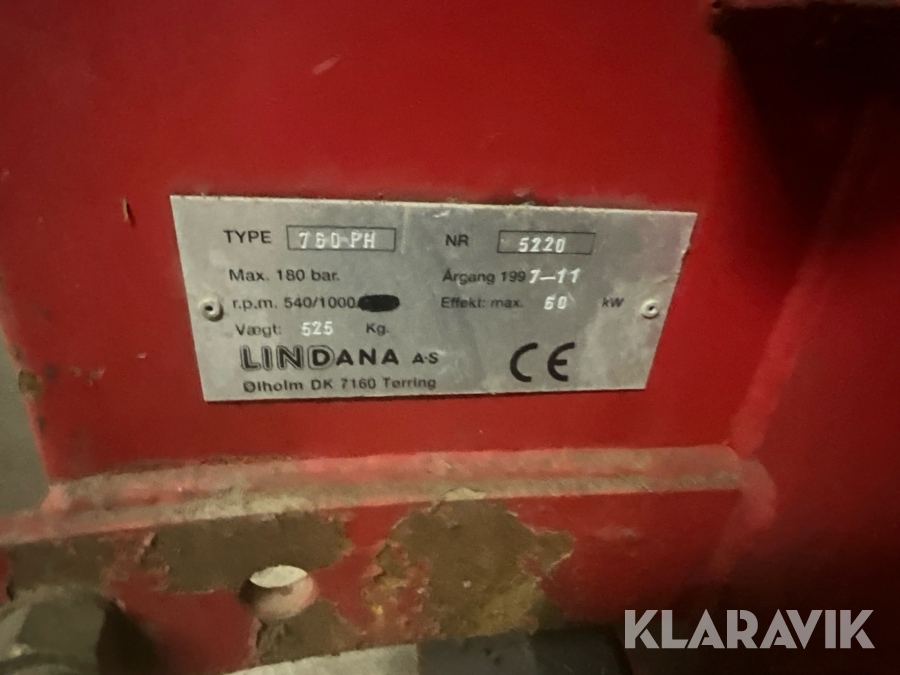 TYPE 760-PH NR 5220
Max. 180 bar. Årgang 1997-11
r.p.m. 540/1000 Effekt: max. 60 kW
Vægt: 525 Kg.
LINDANA A·S CE
Ølholm DK 7160 Tørring
KLARAVIK